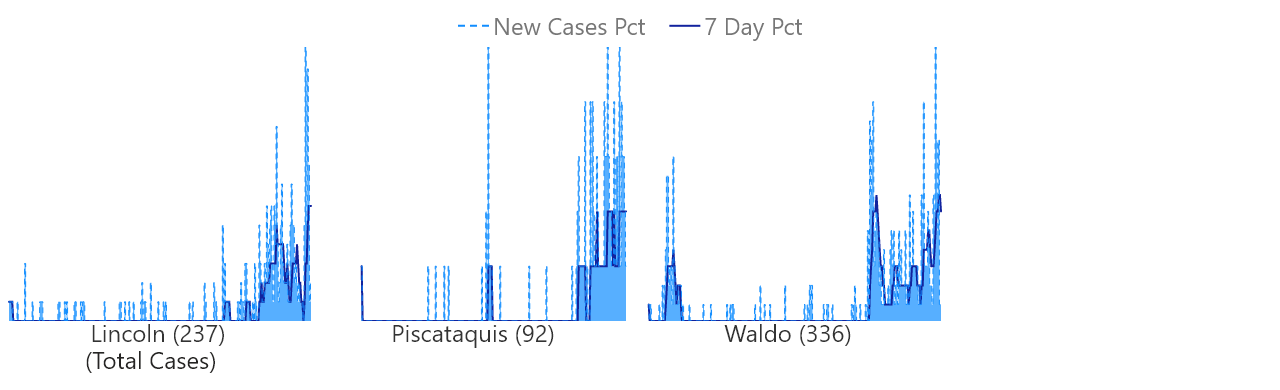 New Cases Pct 7 Day Pct
Lincoln (237) Piscataquis (92) Waldo (336)
(Total Cases)